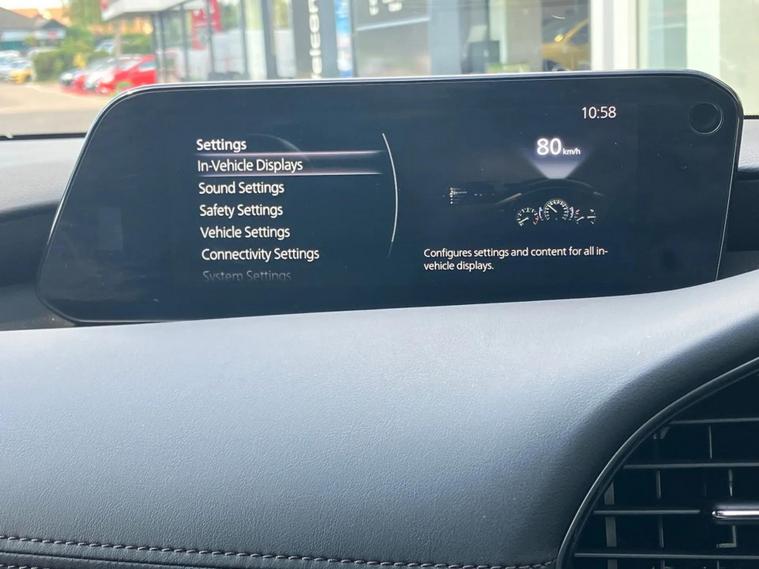 10:58
Settings
In-Vehicle Displays
Sound Settings
Safety Settings
Vehicle Settings
Connectivity Settings
System Settings
80 km/h
Configures settings and content for all in-
vehicle displays.